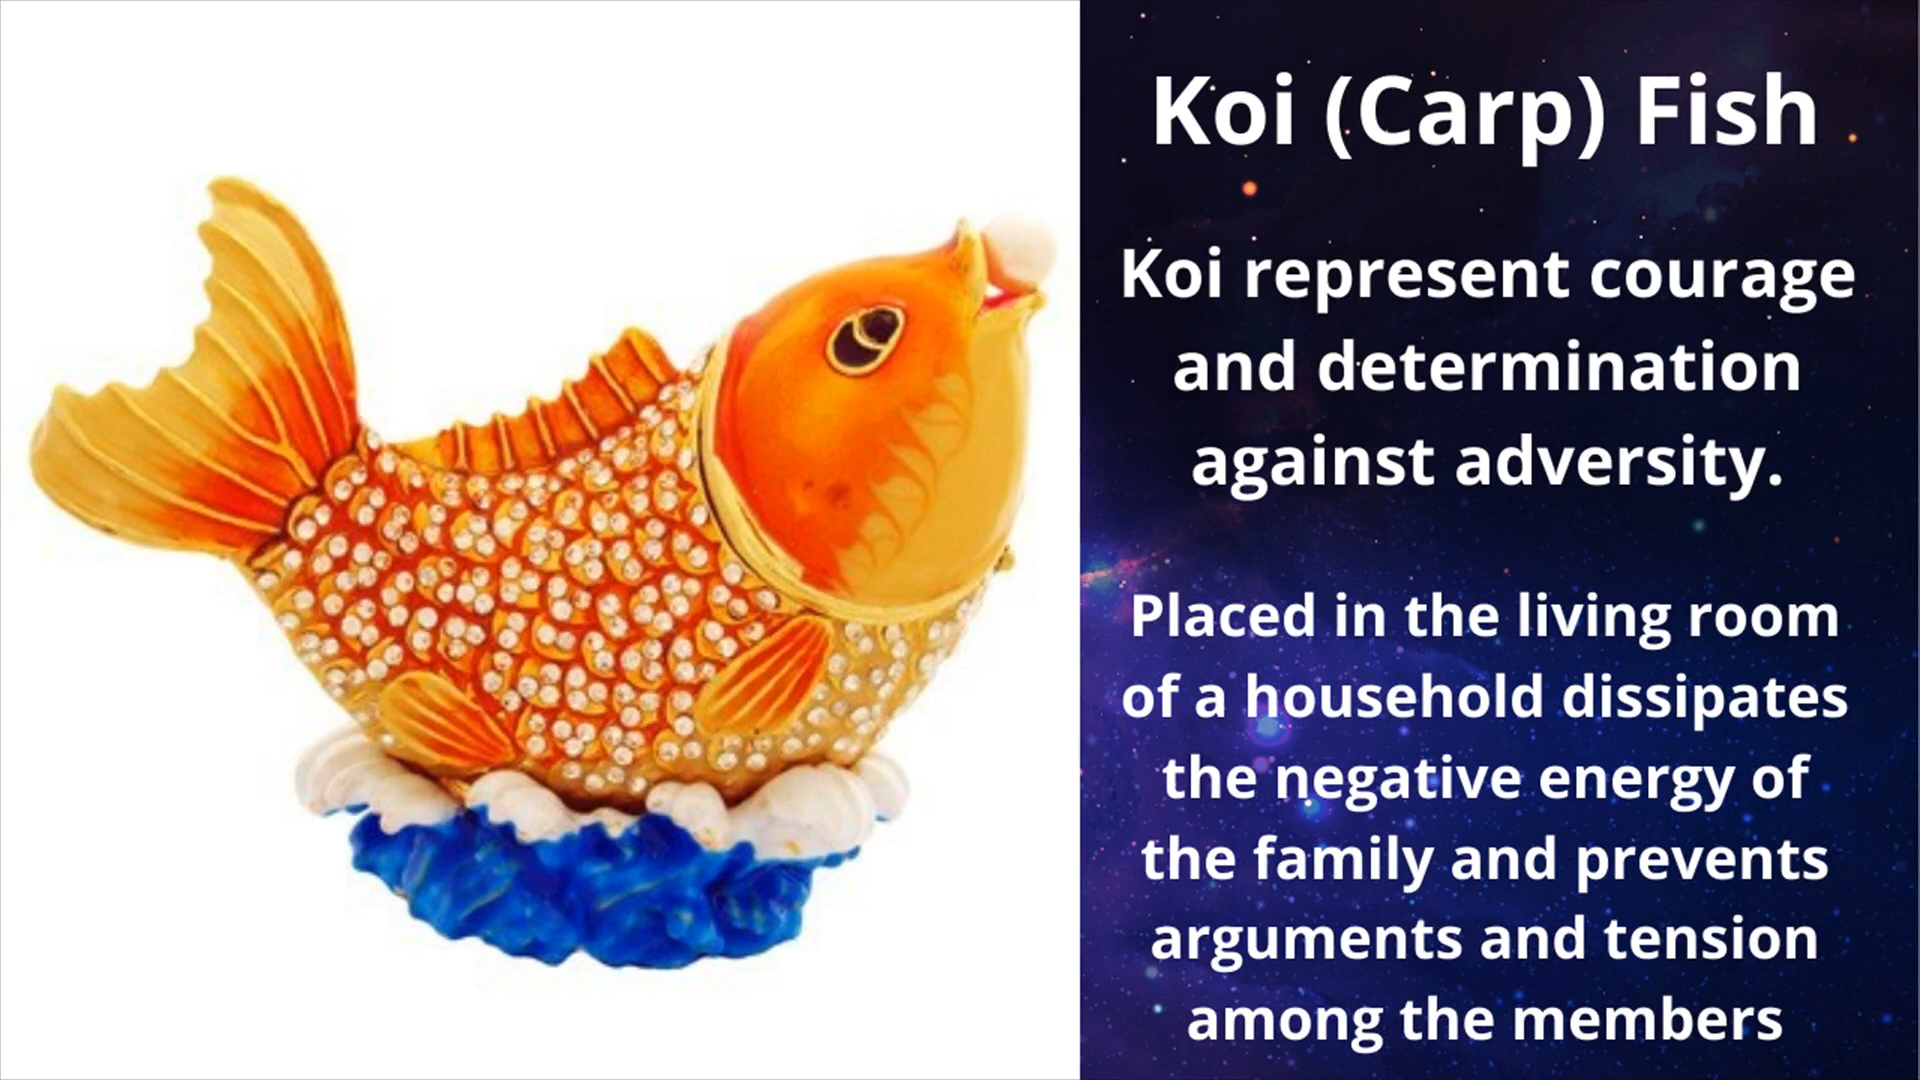 Koi (Carp) Fish
Koi represent courage
and determination
against adversity.
Placed in the living room
of a household dissipates
the negative energy of
the family and prevents
arguments and tension
among the members